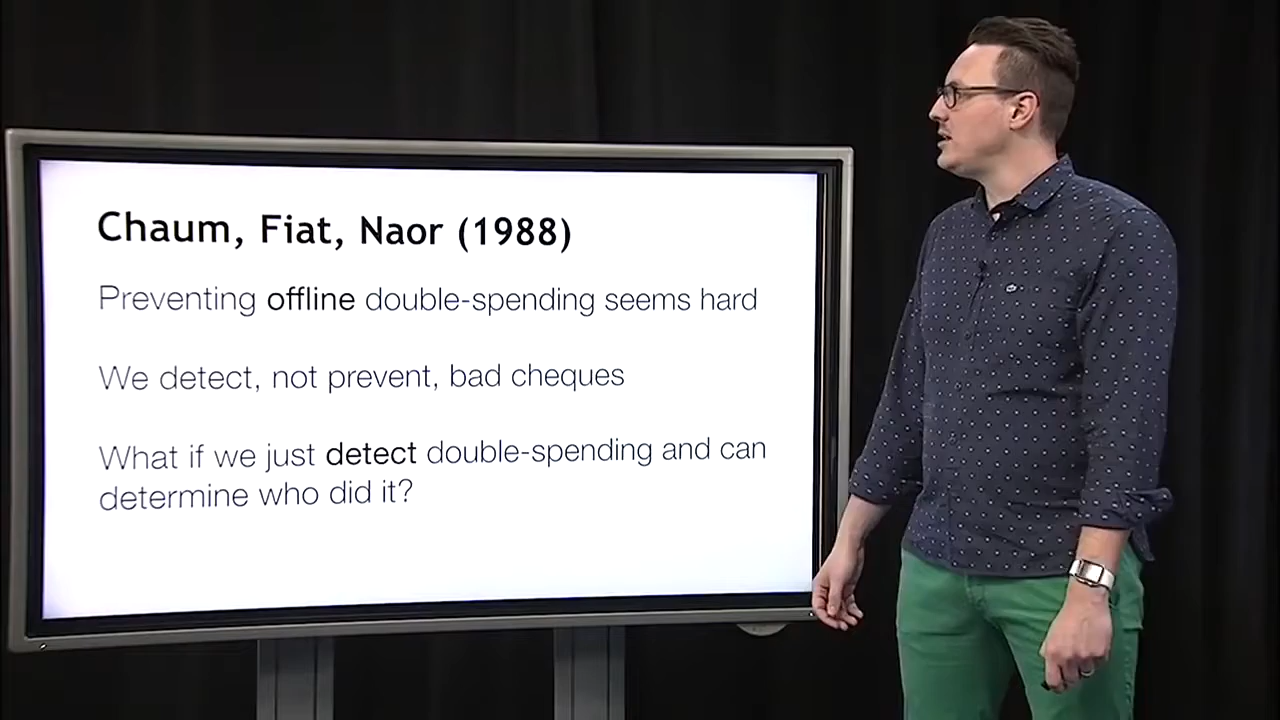 Chaum, Fiat, Naor (1988)
Preventing offline double-spending seems hard
We detect, not prevent, bad cheques
What if we just detect double-spending and can
determine who did it?